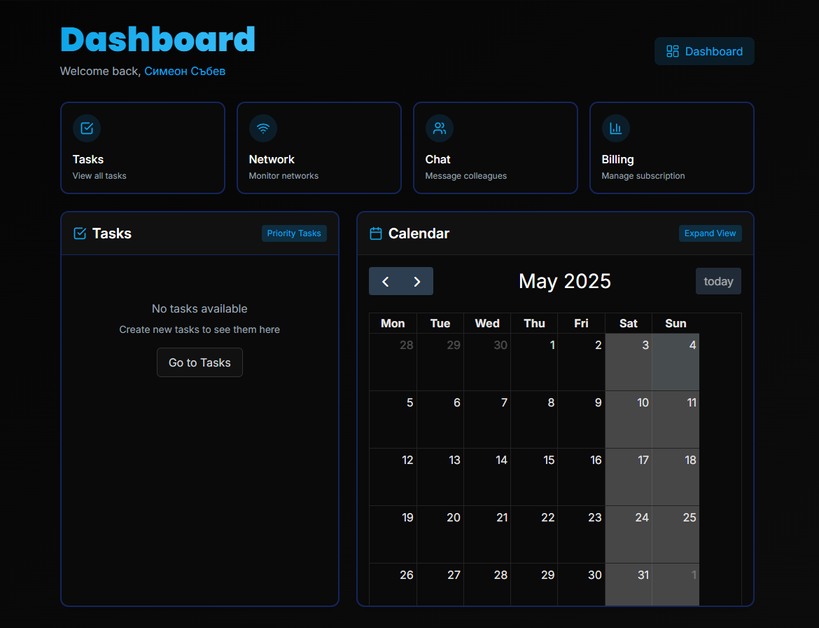 Dashboard
Welcome back, Симеон Събев
Dashboard
Tasks
View all tasks
Network
Monitor networks
Chat
Message colleagues
Billing
Manage subscription
Tasks
Priority Tasks
No tasks available
Create new tasks to see them here
Go to Tasks
Calendar
Expand View
May 2025
today
Mon Tue Wed Thu Fri Sat Sun
28 29 30 1 2 3 4
5 6 7 8 9 10 11
12 13 14 15 16 17 18
19 20 21 22 23 24 25
26 27 28 29 30 31 1